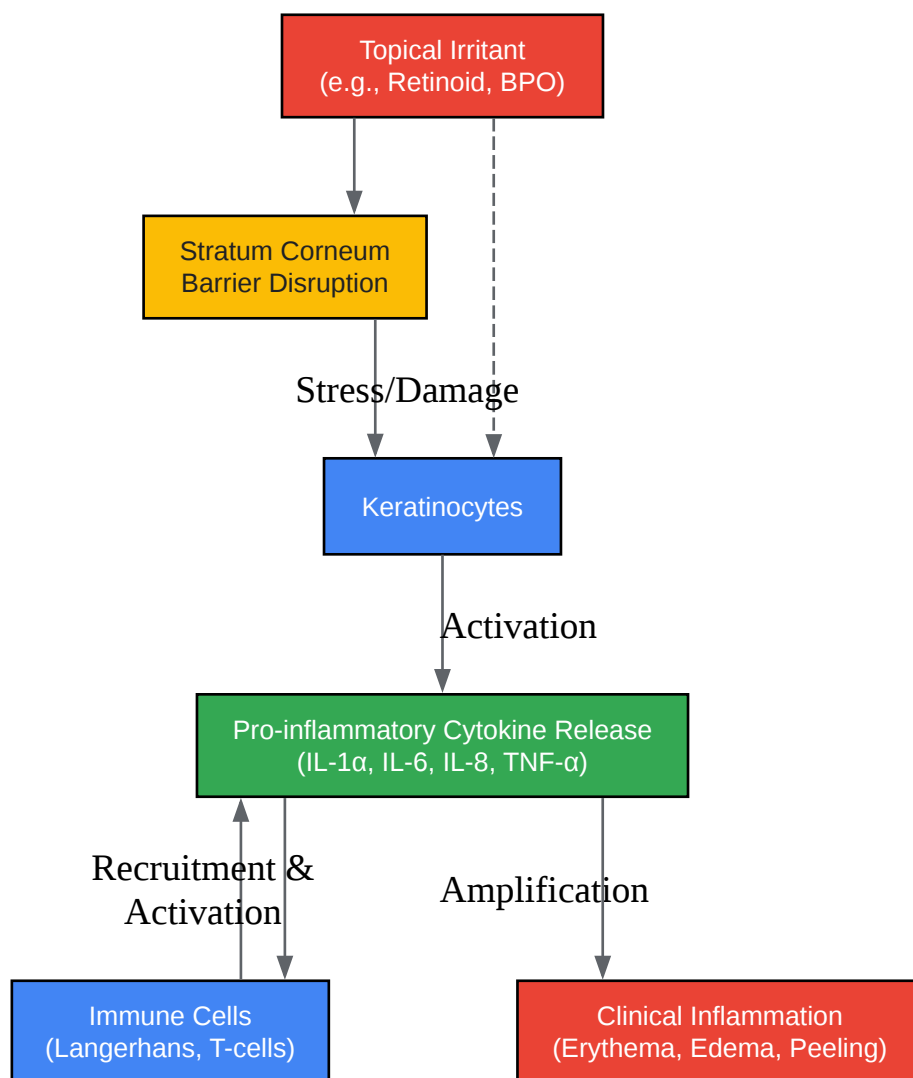 Topical Irritant
(e.g., Retinoid, BPO)
Stratum Corneum
Barrier Disruption
Stress/Damage
Keratinocytes
Activation
Pro-inflammatory Cytokine Release
(IL-1α, IL-6, IL-8, TNF-α)
Recruitment &
Activation
Amplification
Immune Cells
(Langerhans, T-cells)
Clinical Inflammation
(Erythema, Edema, Peeling)